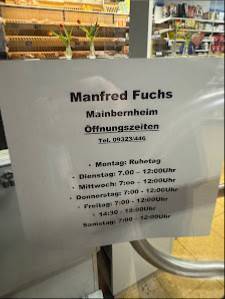 Manfred Fuchs
Mainbernheim
Öffnungszeiten
Tel. 09323/446
· Montag: Ruhetag
· Dienstag: 7.00 - 12:00Uhr
· Mittwoch: 7:00 - 12:00Uhr
· Donnerstag: 7:00 - 12:00Uhr
· Freitag: 7:00 - 12:00Uhr
· 14:30 - 18:00Uhr
Samstag: 7:00 - 12:00Uhr